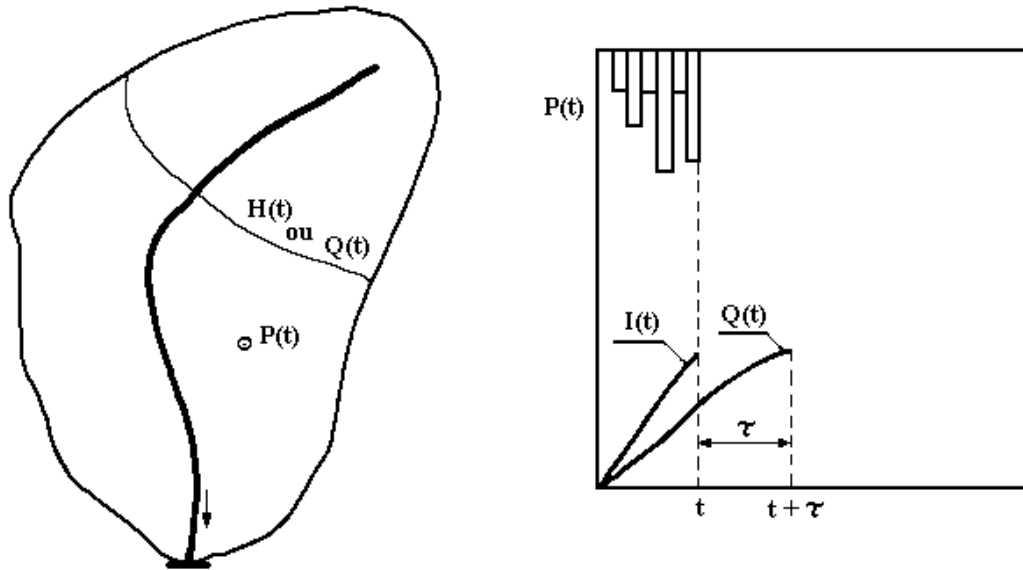 H(t)
ou
Q(t)
P(t)
P(t)
I(t)
Q(t)
τ
t
t + τ